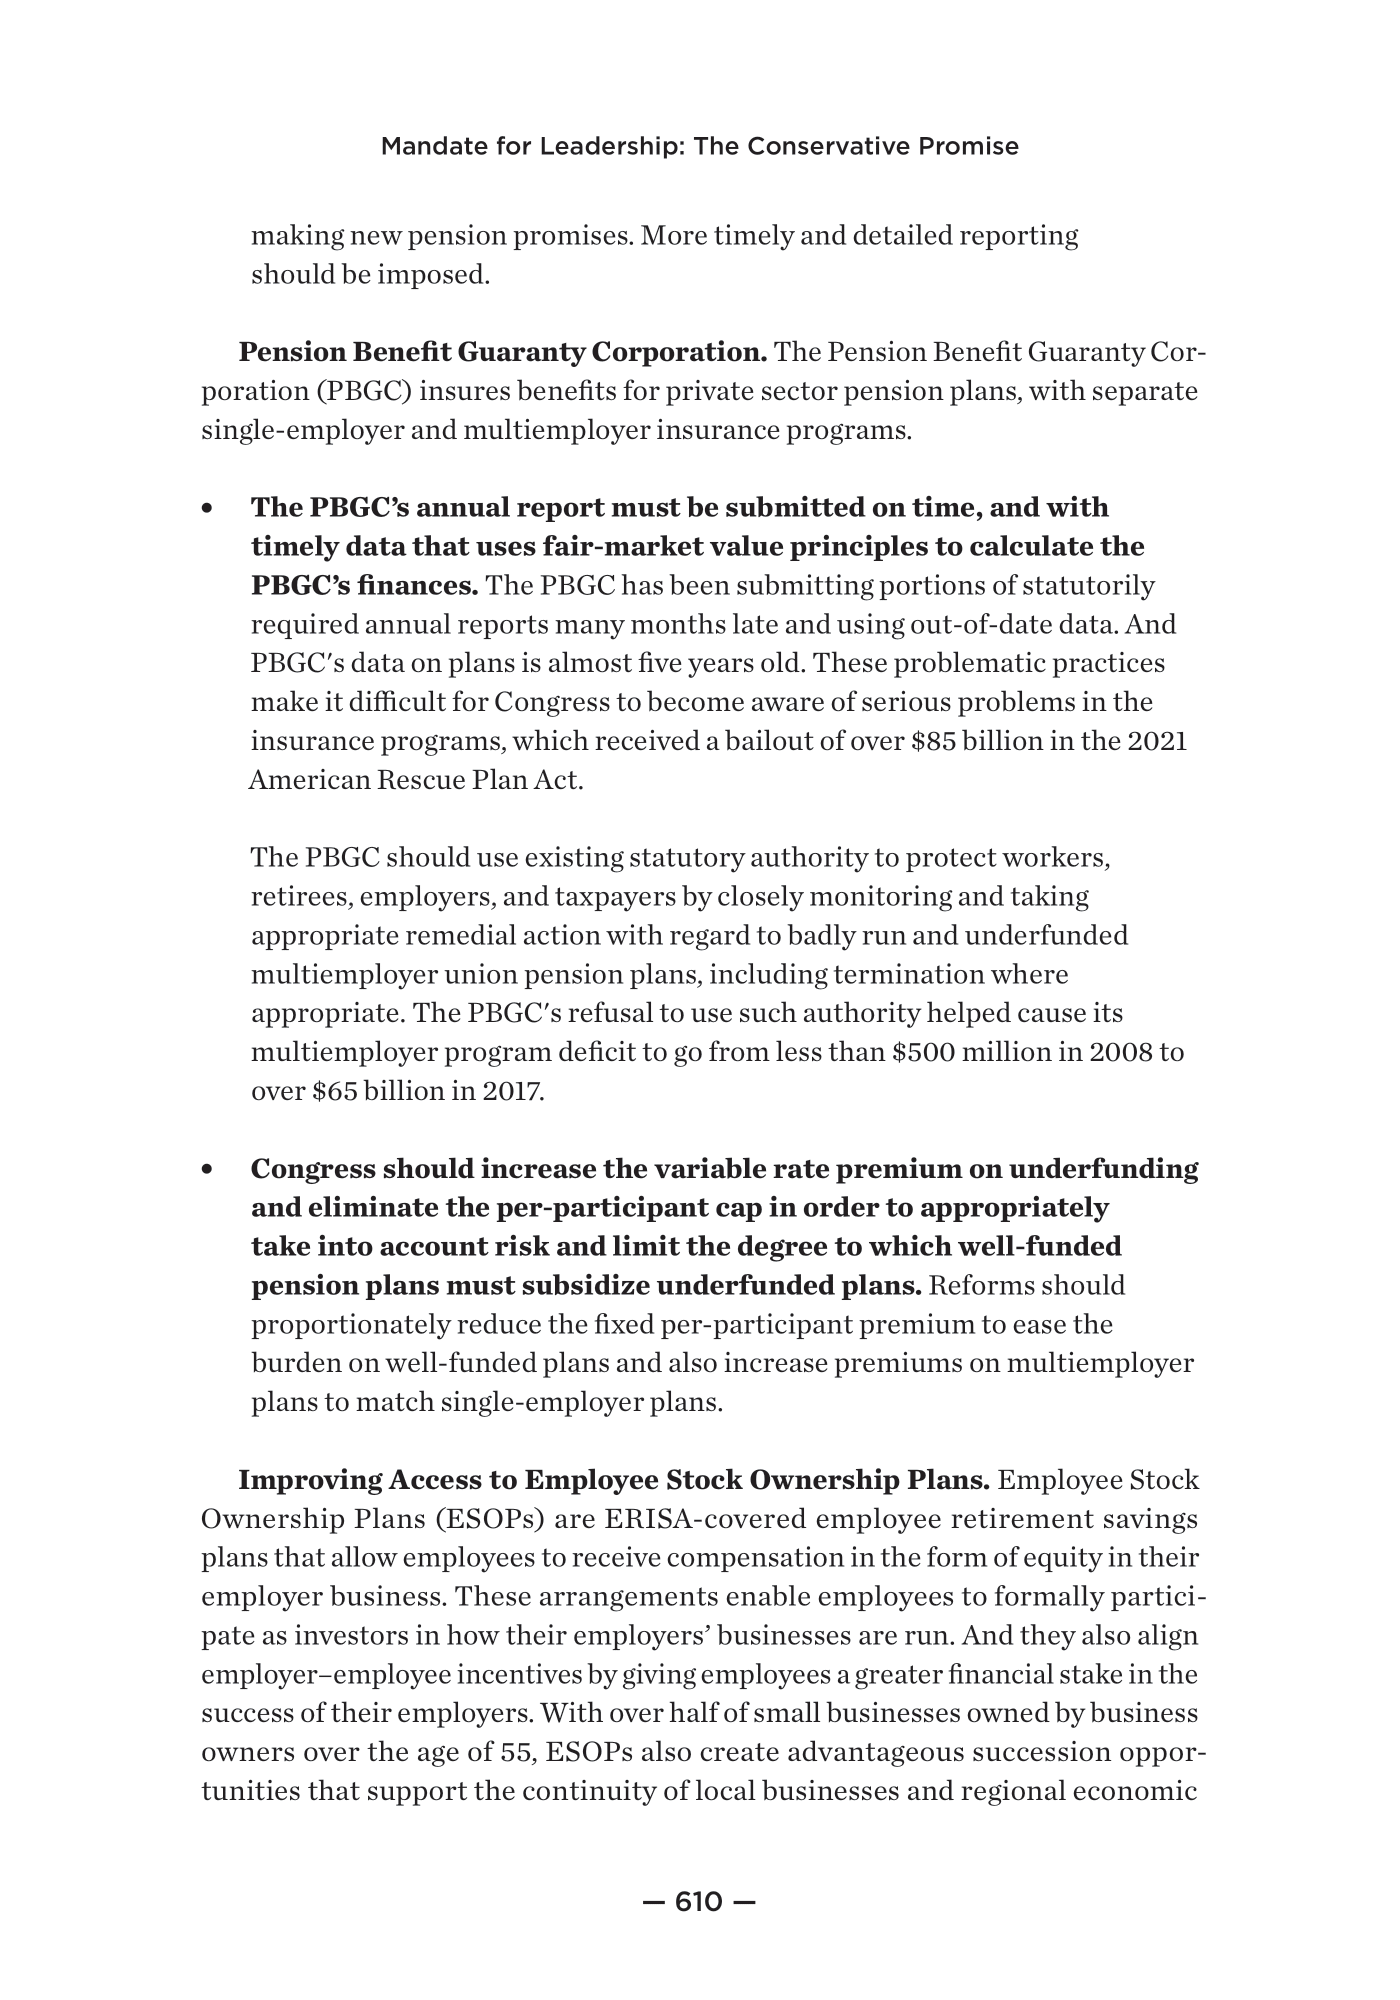 Mandate for Leadership: The Conservative Promise
making new pension promises. More timely and detailed reporting
should be imposed.
Pension Benefit Guaranty Corporation. The Pension Benefit Guaranty Cor-
poration (PBGC) insures benefits for private sector pension plans, with separate
single-employer and multiemployer insurance programs.
• The PBGC’s annual report must be submitted on time, and with
timely data that uses fair-market value principles to calculate the
PBGC’s finances. The PBGC has been submitting portions of statutorily
required annual reports many months late and using out-of-date data. And
PBGC's data on plans is almost five years old. These problematic practices
make it difficult for Congress to become aware of serious problems in the
insurance programs, which received a bailout of over $85 billion in the 2021
American Rescue Plan Act.
The PBGC should use existing statutory authority to protect workers,
retirees, employers, and taxpayers by closely monitoring and taking
appropriate remedial action with regard to badly run and underfunded
multiemployer union pension plans, including termination where
appropriate. The PBGC's refusal to use such authority helped cause its
multiemployer program deficit to go from less than $500 million in 2008 to
over $65 billion in 2017.
• Congress should increase the variable rate premium on underfunding
and eliminate the per-participant cap in order to appropriately
take into account risk and limit the degree to which well-funded
pension plans must subsidize underfunded plans. Reforms should
proportionately reduce the fixed per-participant premium to ease the
burden on well-funded plans and also increase premiums on multiemployer
plans to match single-employer plans.
Improving Access to Employee Stock Ownership Plans. Employee Stock
Ownership Plans (ESOPs) are ERISA-covered employee retirement savings
plans that allow employees to receive compensation in the form of equity in their
employer business. These arrangements enable employees to formally partici-
pate as investors in how their employers’ businesses are run. And they also align
employer–employee incentives by giving employees a greater financial stake in the
success of their employers. With over half of small businesses owned by business
owners over the age of 55, ESOPs also create advantageous succession oppor-
tunities that support the continuity of local businesses and regional economic
— 610 —